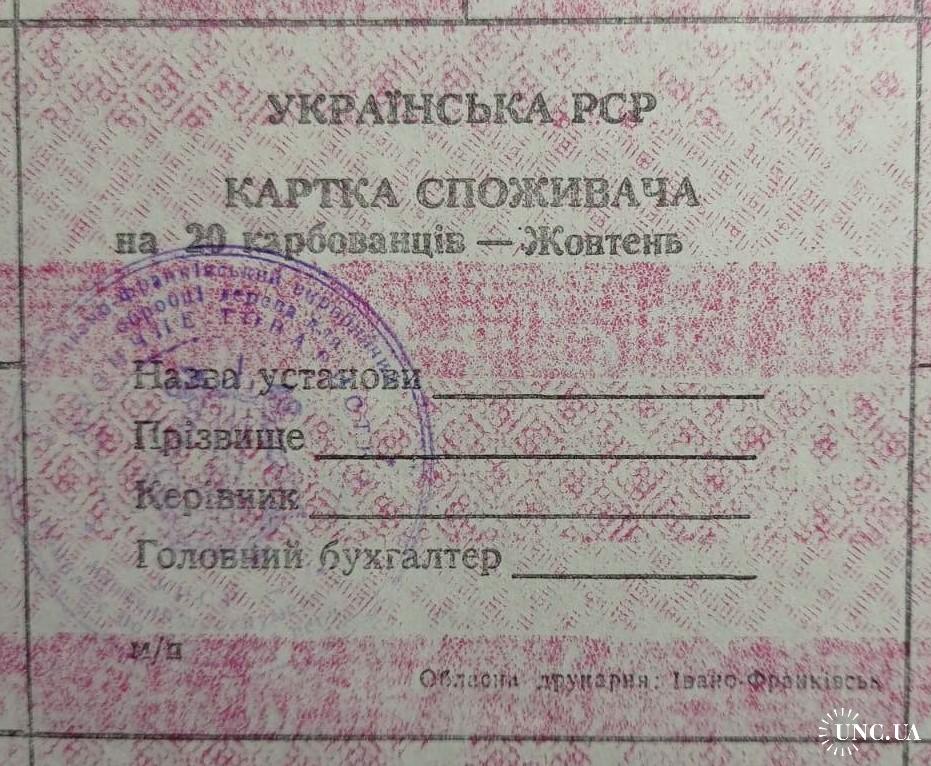 УКРАЇНСЬКА РСР
КАРТКА СПОЖИВАЧА
на 20 карбованців — Жовтень
Назва установи
Прізвище
Керівник
Головний бухгалтер
м/п
Обласна друкарня: Івано-Франківськ
UNC.UA